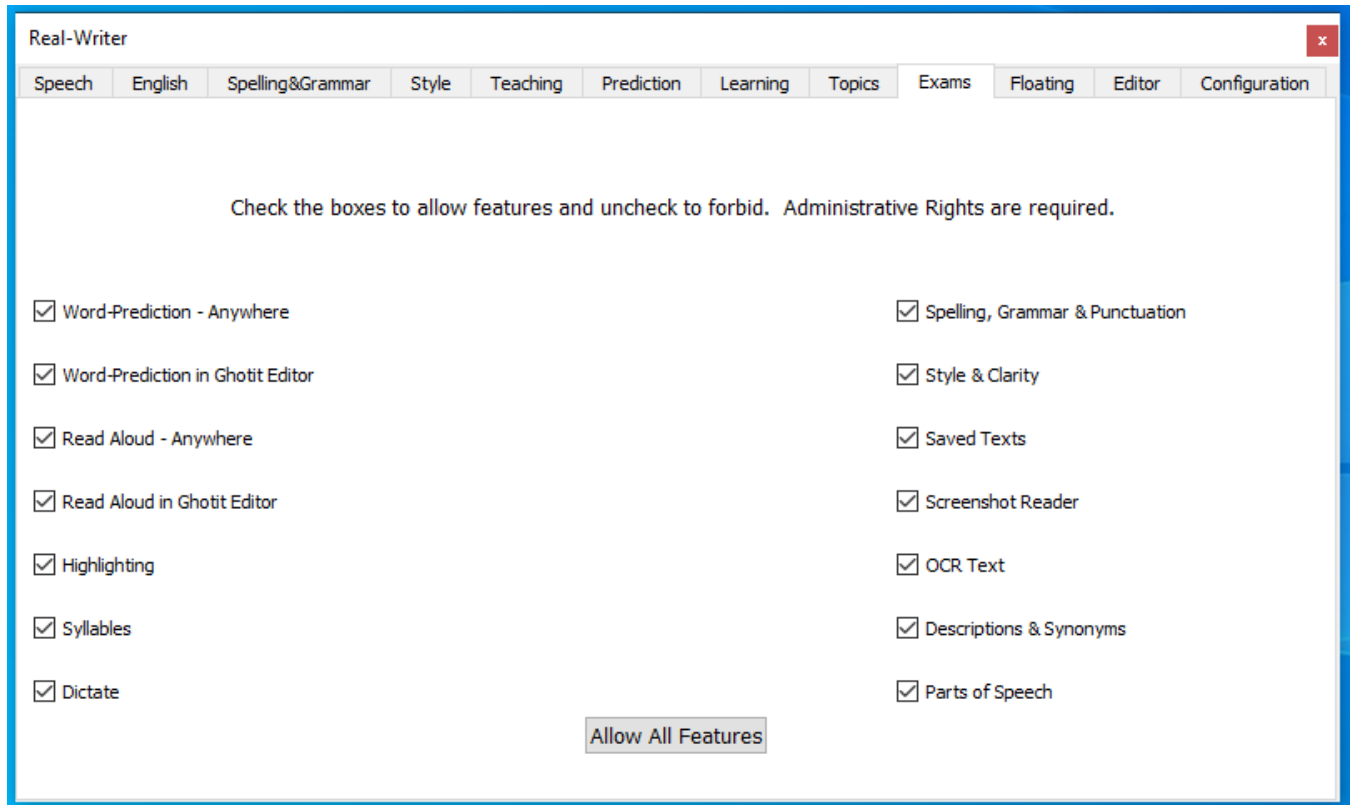 Real-Writer
x
Speech English Spelling&Grammar Style Teaching Prediction Learning Topics Exams Floating Editor Configuration
Check the boxes to allow features and uncheck to forbid.  Administrative Rights are required.
Word-Prediction - Anywhere
Word-Prediction in Ghotit Editor
Read Aloud - Anywhere
Read Aloud in Ghotit Editor
Highlighting
Syllables
Dictate
Spelling, Grammar & Punctuation
Style & Clarity
Saved Texts
Screenshot Reader
OCR Text
Descriptions & Synonyms
Parts of Speech
Allow All Features